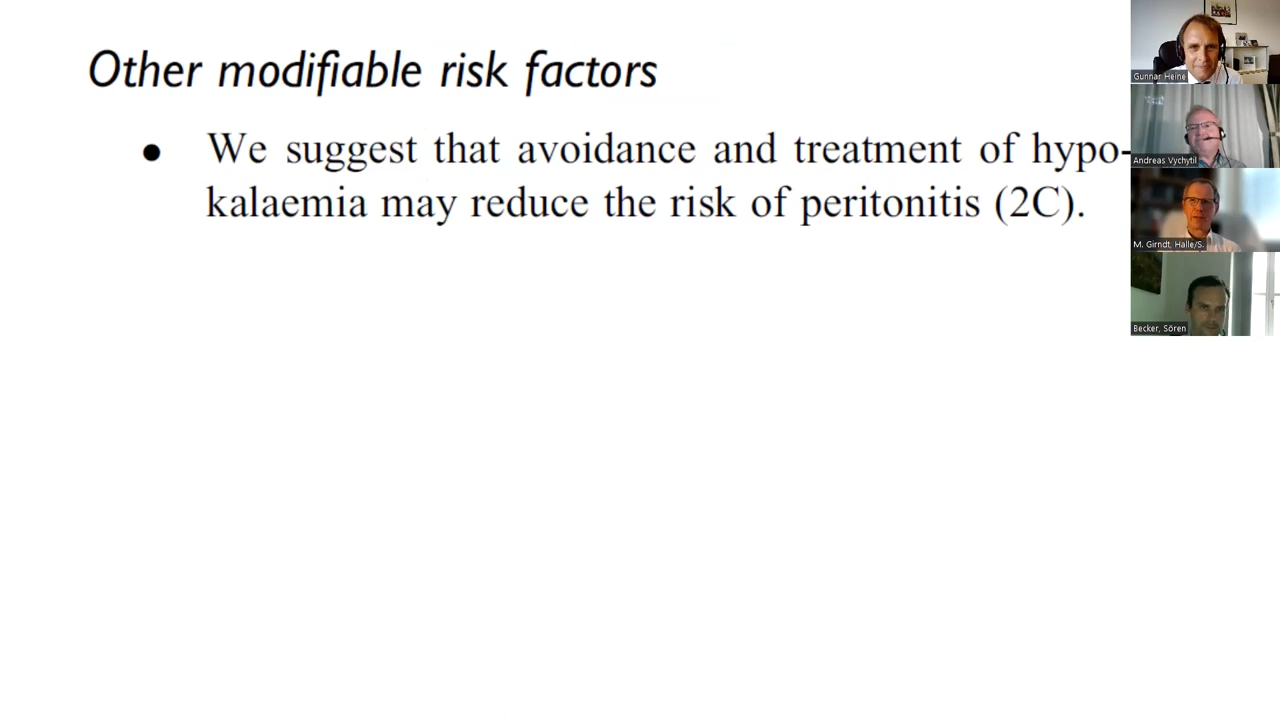 Other modifiable risk factors
● We suggest that avoidance and treatment of hypo-
kalaemia may reduce the risk of peritonitis (2C).
Gunnar Heine
Andreas Vychytil
M. Girndt, Halle/S.
Becker, Sören